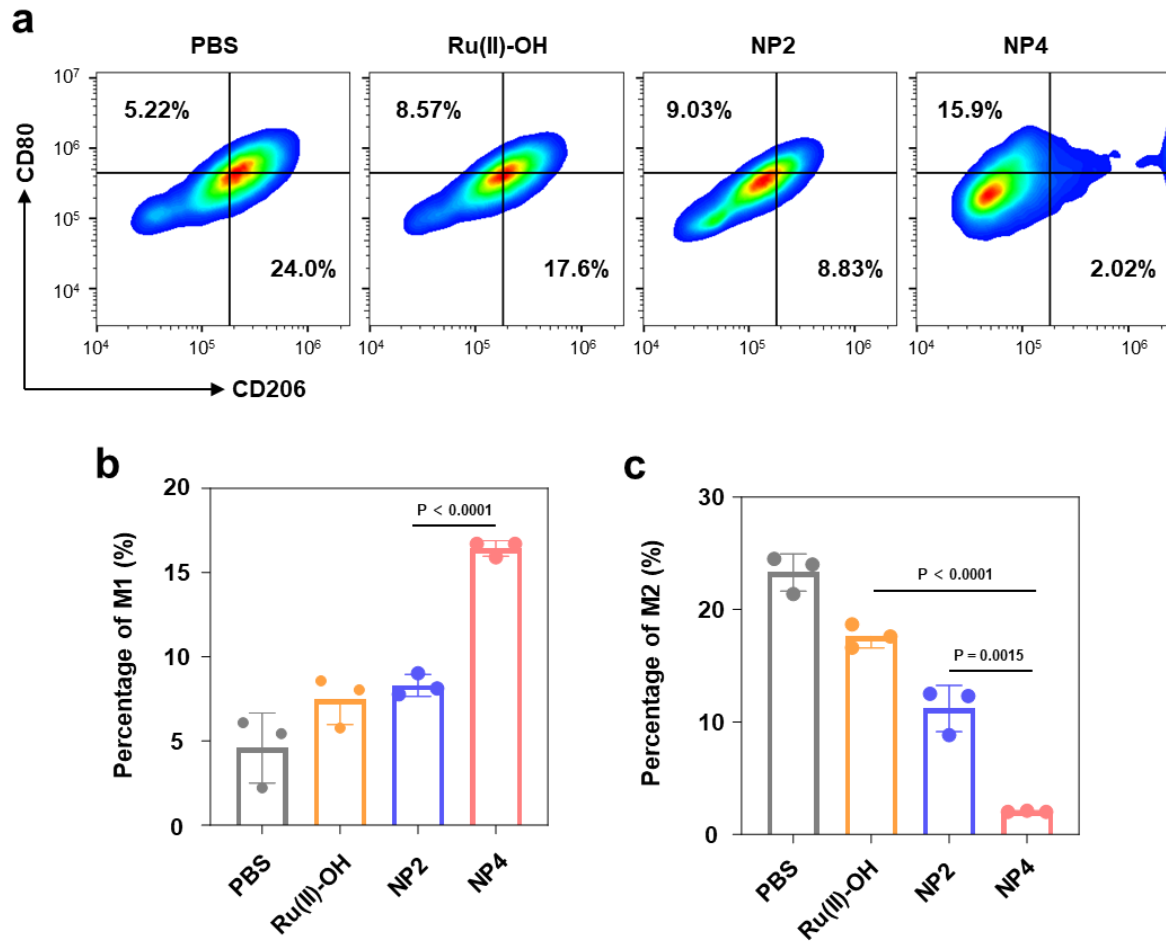 a
PBS
Ru(II)-OH
NP2
NP4
CD80
10⁷
10⁶
10⁵
10⁴
5.22%
24.0%
8.57%
17.6%
9.03%
8.83%
15.9%
2.02%
10⁴ 10⁵ 10⁶
10⁴ 10⁵ 10⁶
10⁴ 10⁵ 10⁶
10⁴ 10⁵ 10⁶
CD206
b
Percentage of M1 (%)
20
15
10
5
0
P < 0.0001
PBS
Ru(II)-OH
NP2
NP4
c
Percentage of M2 (%)
30
20
10
0
P < 0.0001
P = 0.0015
PBS
Ru(II)-OH
NP2
NP4